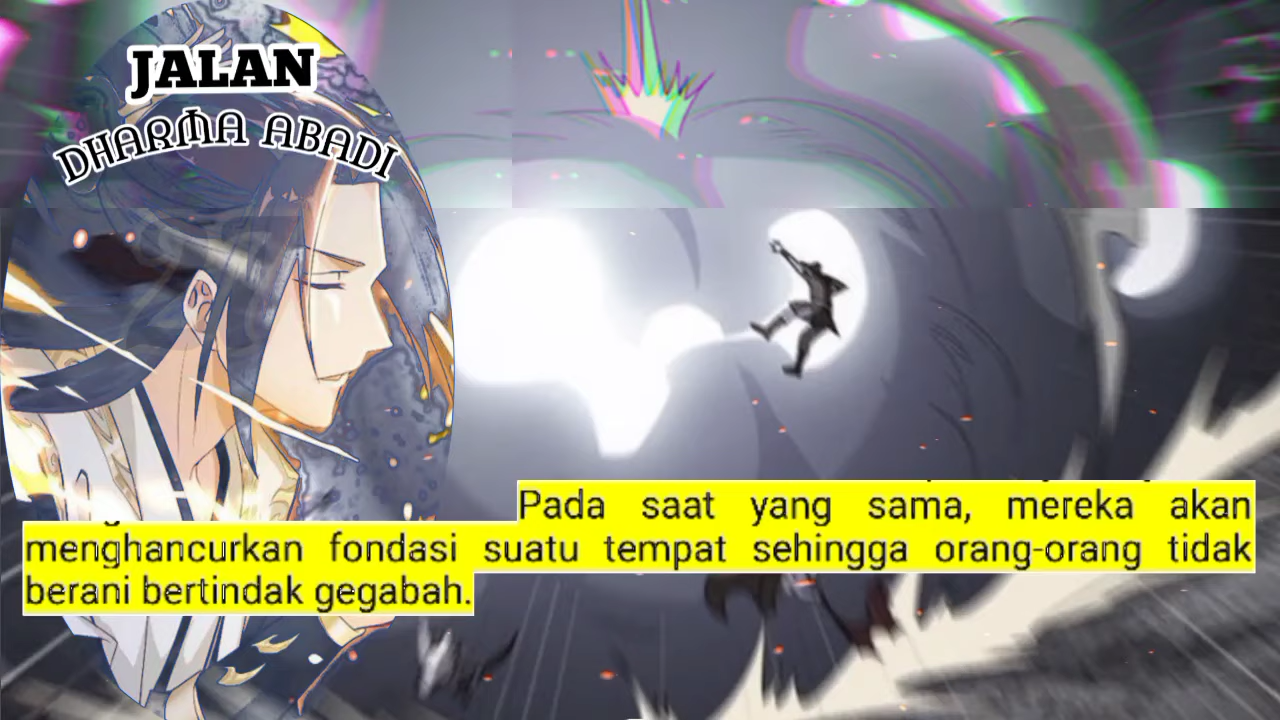 JALAN
DHARMA ABADI
Pada saat yang sama, mereka akan
menghancurkan fondasi suatu tempat sehingga orang-orang tidak
berani bertindak gegabah.